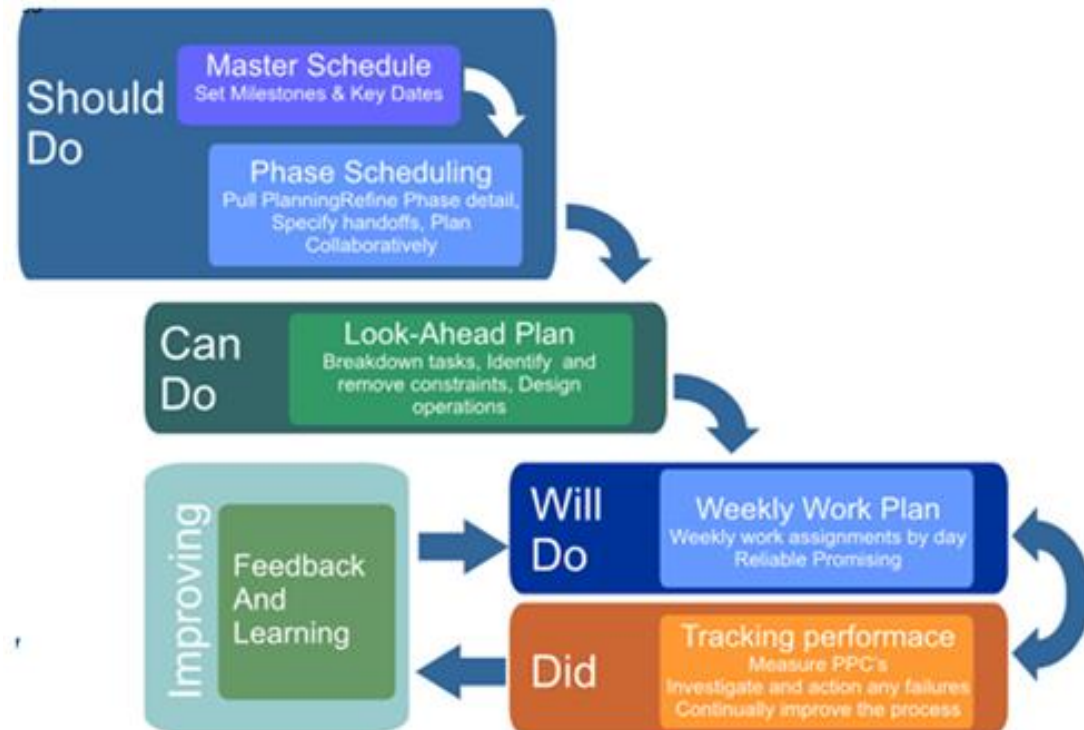 Should
Do
Master Schedule
Set Milestones & Key Dates
Phase Scheduling
Pull PlanningRefine Phase detail,
Specify handoffs, Plan
Collaboratively
Can
Do
Look-Ahead Plan
Breakdown tasks, Identify and
remove constraints, Design
operations
Improving
Feedback
And
Learning
Will
Do
Weekly Work Plan
Weekly work assignments by day
Reliable Promising
Did
Tracking performace
Measure PPC's
Investigate and action any failures
Continually improve the process